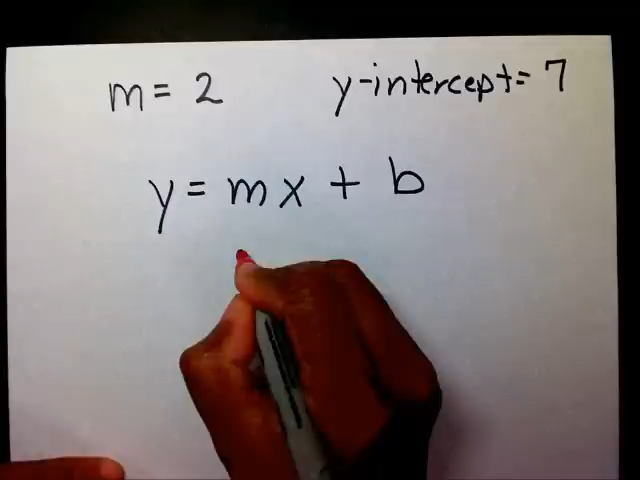 m = 2 y-intercept = 7
y = mx + b